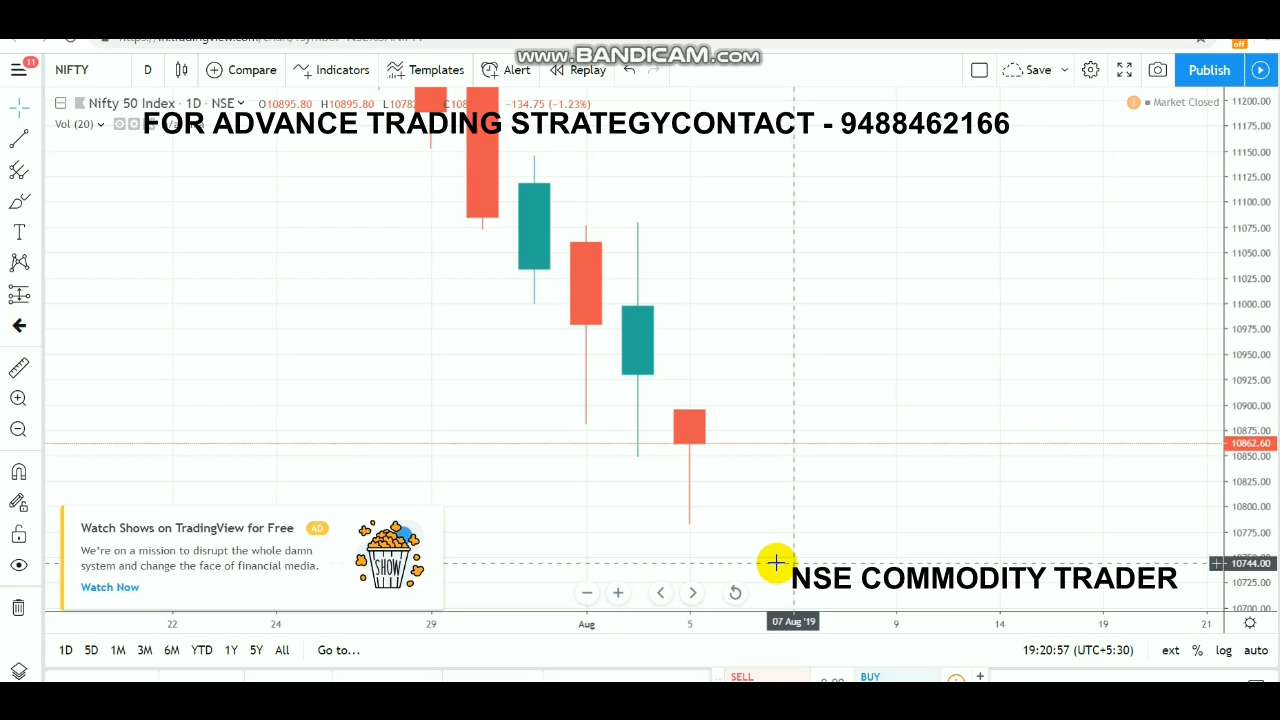 www.BANDICAM.com
off
11
NIFTY D Compare Indicators Templates Alert Replay Save Publish
Nifty 50 Index · 1D · NSE O10895.80 H10895.80 −134.75 (−1.23%)
Market Closed
Vol (20)
FOR ADVANCE TRADING STRATEGYCONTACT - 9488462166
11200.00
11175.00
11150.00
11125.00
11100.00
11075.00
11050.00
11025.00
11000.00
10975.00
10950.00
10925.00
10900.00
10875.00
10862.60
10850.00
10825.00
10800.00
10775.00
10744.00
10725.00
10700.00
Watch Shows on TradingView for Free AD
We're on a mission to disrupt the whole damn
system and change the face of financial media.
Watch Now
SHOW
NSE COMMODITY TRADER
22 24 29 Aug 5 07 Aug '19 9 14 19 21
1D 5D 1M 3M 6M YTD 1Y 5Y All Go to... 19:20:57 (UTC+5:30) ext % log auto
SELL BUY